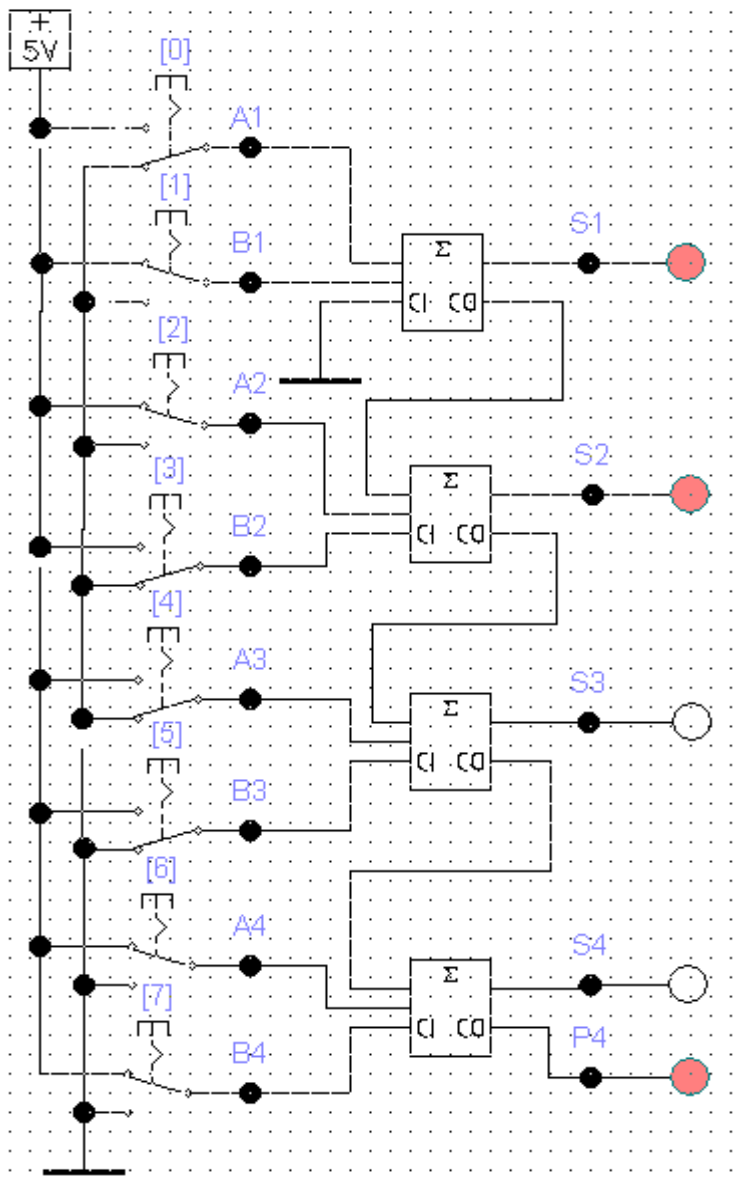 +
5V
[0]
A1
[1]
B1
Σ
CI CO
S1
[2]
A2
[3]
B2
Σ
CI CO
S2
[4]
A3
[5]
B3
Σ
CI CO
S3
[6]
A4
[7]
B4
Σ
CI CO
S4
P4